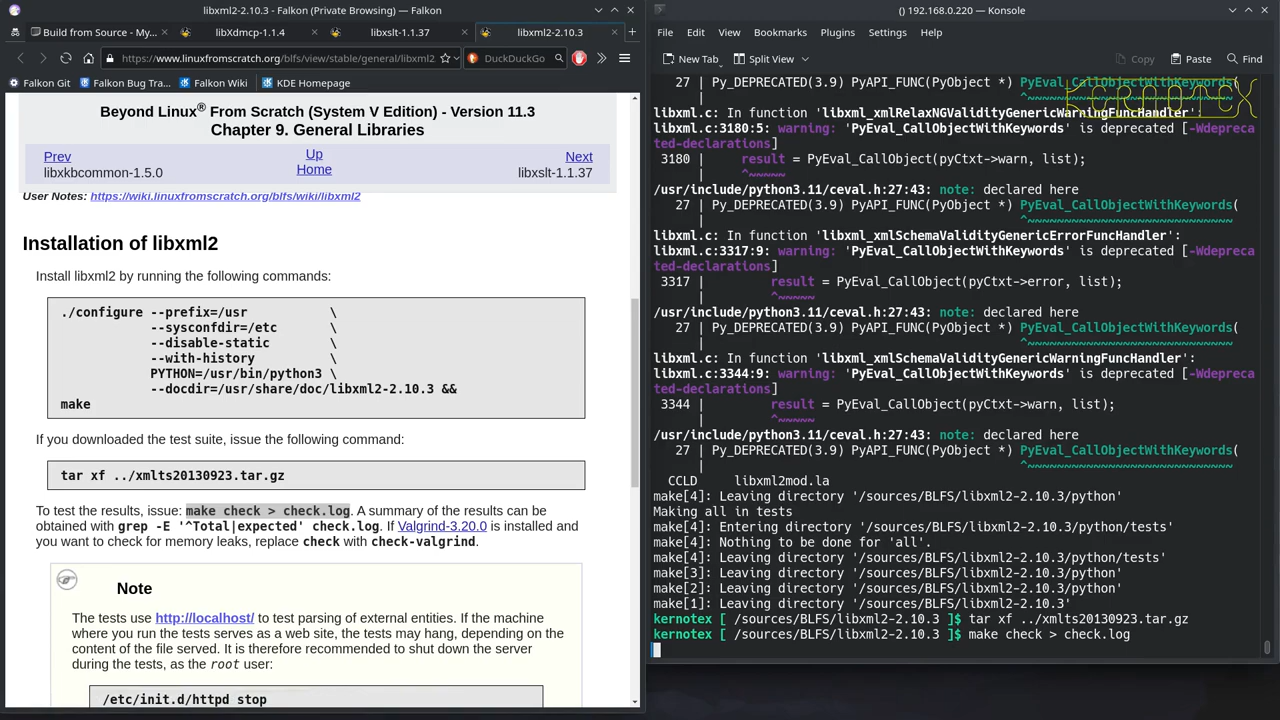 libxml2-2.10.3 - Falkon (Private Browsing) — Falkon
Build from Source - My...
libXdmcp-1.1.4
libxslt-1.1.37
libxml2-2.10.3
https://www.linuxfromscratch.org/blfs/view/stable/general/libxml2
DuckDuckGo
Falkon Git
Falkon Bug Tra...
Falkon Wiki
KDE Homepage
Beyond Linux® From Scratch (System V Edition) - Version 11.3
Chapter 9. General Libraries
Prev
Up
Next
libxkbcommon-1.5.0
Home
libxslt-1.1.37
User Notes: https://wiki.linuxfromscratch.org/blfs/wiki/libxml2
Installation of libxml2
Install libxml2 by running the following commands:
./configure --prefix=/usr           \
            --sysconfdir=/etc       \
            --disable-static        \
            --with-history          \
            PYTHON=/usr/bin/python3 \
            --docdir=/usr/share/doc/libxml2-2.10.3 &&
make
If you downloaded the test suite, issue the following command:
tar xf ../xmlts20130923.tar.gz
To test the results, issue: make check > check.log. A summary of the results can be
obtained with grep -E '^Total|expected' check.log. If Valgrind-3.20.0 is installed and
you want to check for memory leaks, replace check with check-valgrind.
Note
The tests use http://localhost/ to test parsing of external entities. If the machine
where you run the tests serves as a web site, the tests may hang, depending on the
content of the file served. It is therefore recommended to shut down the server
during the tests, as the root user:
/etc/init.d/httpd stop
() 192.168.0.220 — Konsole
File Edit View Bookmarks Plugins Settings Help
New Tab
Split View
Copy
Paste
Find
KERNOTEX
27 | Py_DEPRECATED(3.9) PyAPI_FUNC(PyObject *) PyEval_CallObjectWithKeywords(
| ^~~~~~~~~~~~~~~~~~~~~~~~~~~~~
libxml.c: In function 'libxml_xmlRelaxNGValidityGenericWarningFuncHandler':
libxml.c:3180:5: warning: 'PyEval_CallObjectWithKeywords' is deprecated [-Wdepreca
ted-declarations]
3180 |     result = PyEval_CallObject(pyCtxt->warn, list);
|     ^~~~~~
/usr/include/python3.11/ceval.h:27:43: note: declared here
27 | Py_DEPRECATED(3.9) PyAPI_FUNC(PyObject *) PyEval_CallObjectWithKeywords(
| ^~~~~~~~~~~~~~~~~~~~~~~~~~~~~
libxml.c: In function 'libxml_xmlSchemaValidityGenericErrorFuncHandler':
libxml.c:3317:9: warning: 'PyEval_CallObjectWithKeywords' is deprecated [-Wdepreca
ted-declarations]
3317 |         result = PyEval_CallObject(pyCtxt->error, list);
|         ^~~~~~
/usr/include/python3.11/ceval.h:27:43: note: declared here
27 | Py_DEPRECATED(3.9) PyAPI_FUNC(PyObject *) PyEval_CallObjectWithKeywords(
| ^~~~~~~~~~~~~~~~~~~~~~~~~~~~~
libxml.c: In function 'libxml_xmlSchemaValidityGenericWarningFuncHandler':
libxml.c:3344:9: warning: 'PyEval_CallObjectWithKeywords' is deprecated [-Wdepreca
ted-declarations]
3344 |         result = PyEval_CallObject(pyCtxt->warn, list);
|         ^~~~~~
/usr/include/python3.11/ceval.h:27:43: note: declared here
27 | Py_DEPRECATED(3.9) PyAPI_FUNC(PyObject *) PyEval_CallObjectWithKeywords(
| ^~~~~~~~~~~~~~~~~~~~~~~~~~~~~
CCLD     libxml2mod.la
make[4]: Leaving directory '/sources/BLFS/libxml2-2.10.3/python'
Making all in tests
make[4]: Entering directory '/sources/BLFS/libxml2-2.10.3/python/tests'
make[4]: Nothing to be done for 'all'.
make[4]: Leaving directory '/sources/BLFS/libxml2-2.10.3/python/tests'
make[3]: Leaving directory '/sources/BLFS/libxml2-2.10.3/python'
make[2]: Leaving directory '/sources/BLFS/libxml2-2.10.3/python'
make[1]: Leaving directory '/sources/BLFS/libxml2-2.10.3'
kernotex [ /sources/BLFS/libxml2-2.10.3 ]$ tar xf ../xmlts20130923.tar.gz
kernotex [ /sources/BLFS/libxml2-2.10.3 ]$ make check > check.log